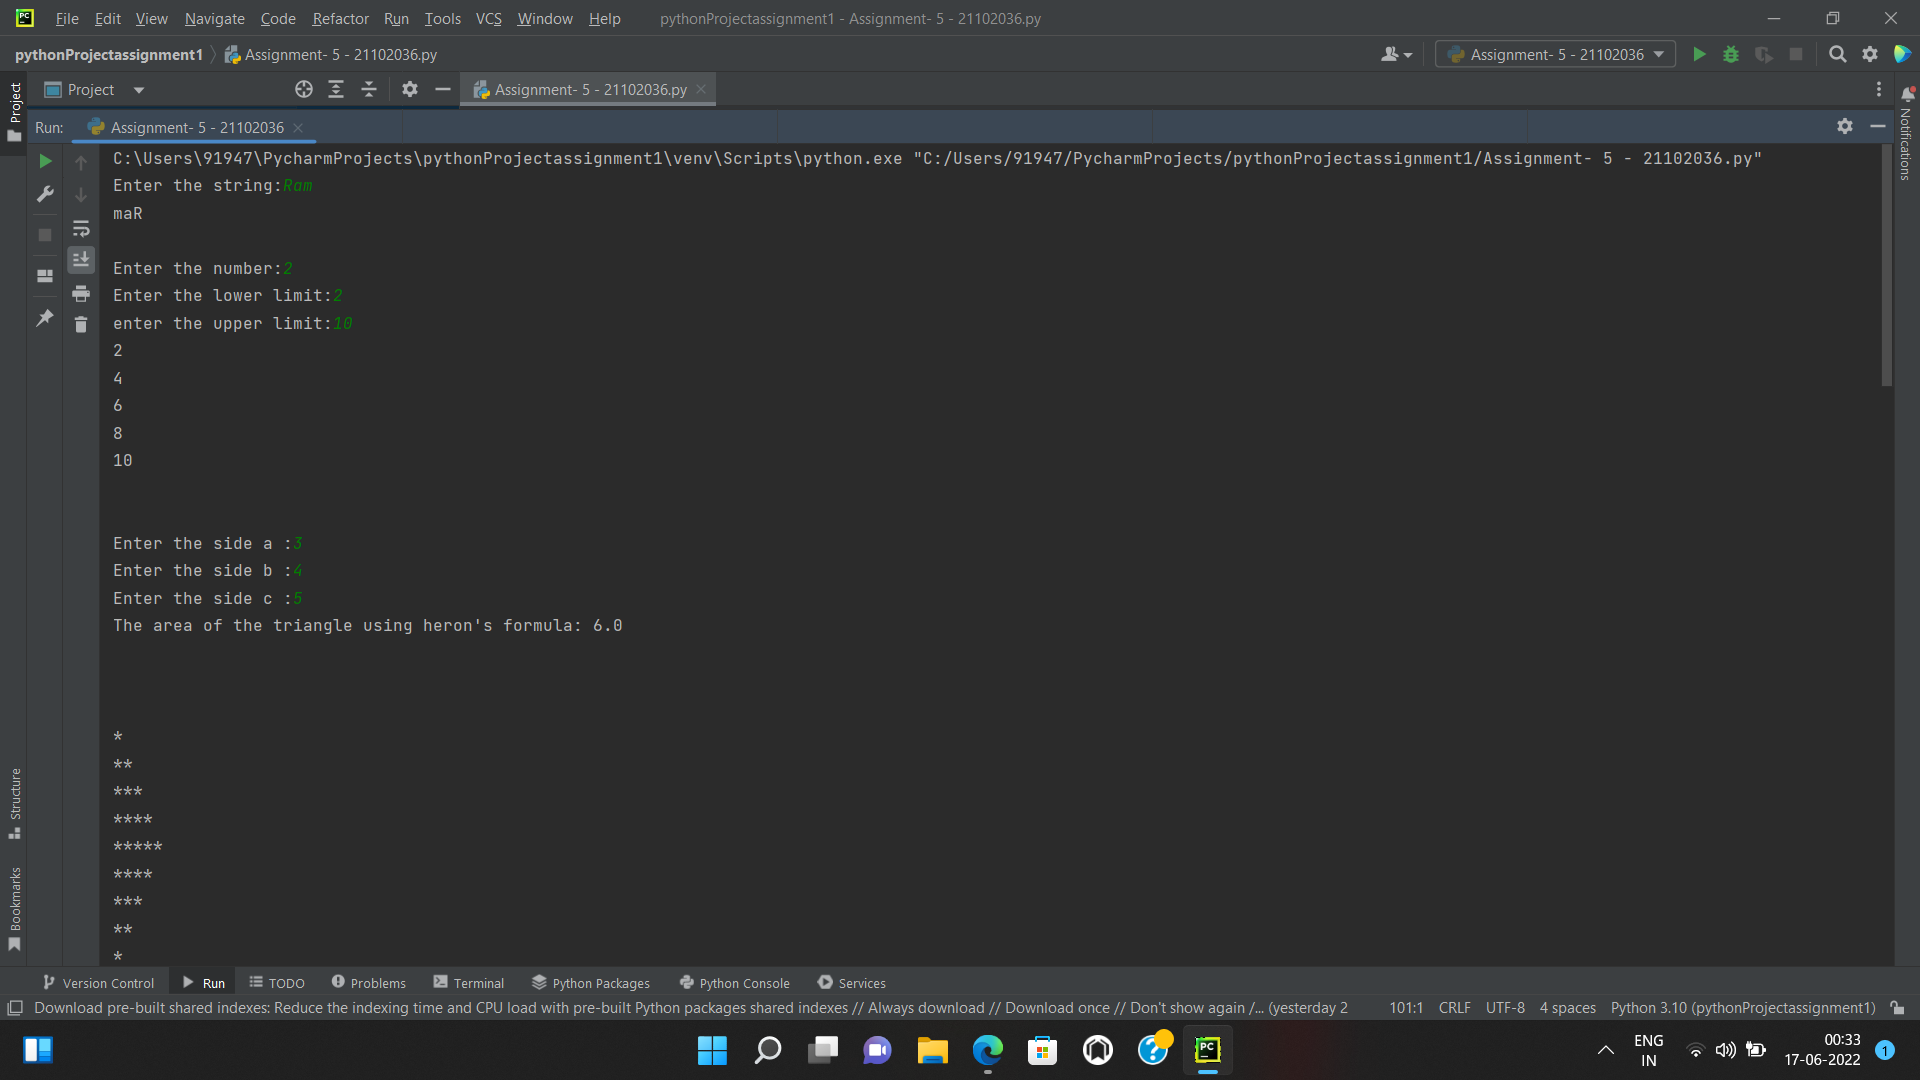 PC File Edit View Navigate Code Refactor Run Tools VCS Window Help pythonProjectassignment1 - Assignment- 5 - 21102036.py
pythonProjectassignment1 Assignment- 5 - 21102036.py Assignment- 5 - 21102036
Project Project Assignment- 5 - 21102036.py
Notifications
Run: Assignment- 5 - 21102036
C:\Users\91947\PycharmProjects\pythonProjectassignment1\venv\Scripts\python.exe "C:/Users/91947/PycharmProjects/pythonProjectassignment1/Assignment- 5 - 21102036.py"
Enter the string:Ram
maR
Enter the number:2
Enter the lower limit:2
enter the upper limit:10
2
4
6
8
10
Enter the side a :3
Enter the side b :4
Enter the side c :5
The area of the triangle using heron's formula: 6.0
*
**
***
****
*****
****
***
**
*
Structure
Bookmarks
Version Control Run TODO Problems Terminal Python Packages Python Console Services
Download pre-built shared indexes: Reduce the indexing time and CPU load with pre-built Python packages shared indexes // Always download // Download once // Don't show again /... (yesterday 2 101:1 CRLF UTF-8 4 spaces Python 3.10 (pythonProjectassignment1)
PC ENG 00:33
IN 17-06-2022 1